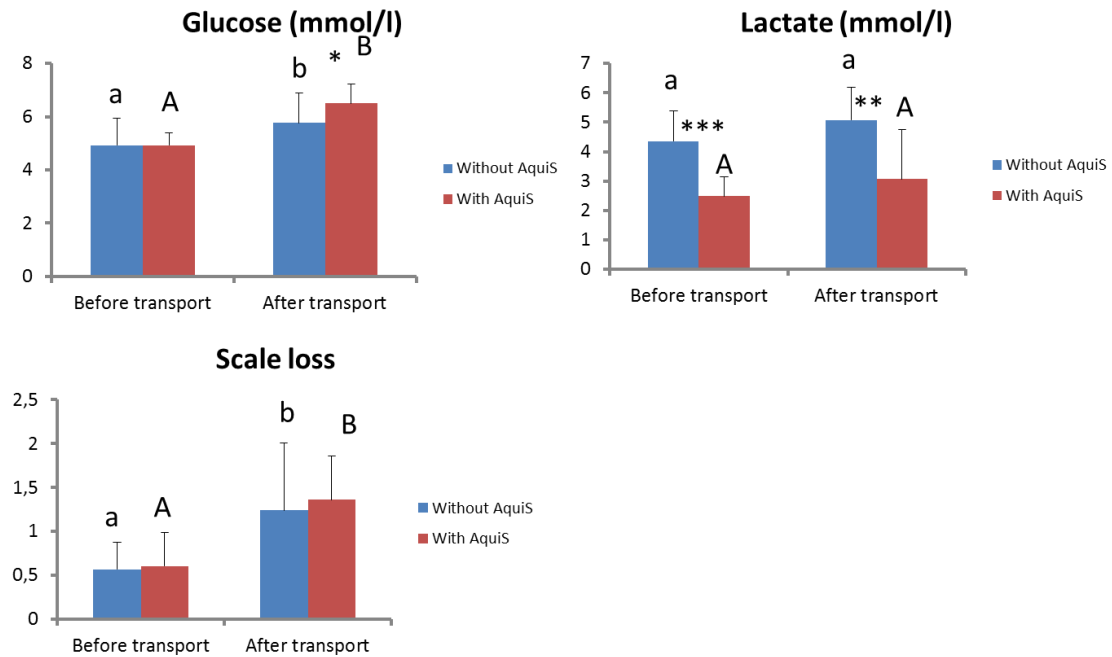 Glucose (mmol/l)
8
6
4
2
0
a
A
b
*
B
Before transport
After transport
Without AquiS
With AquiS
Lactate (mmol/l)
7
6
5
4
3
2
1
0
a
***
A
a
**
A
Before transport
After transport
Without AquiS
With AquiS
Scale loss
2,5
2
1,5
1
0,5
0
a
A
b
B
Before transport
After transport
Without AquiS
With AquiS